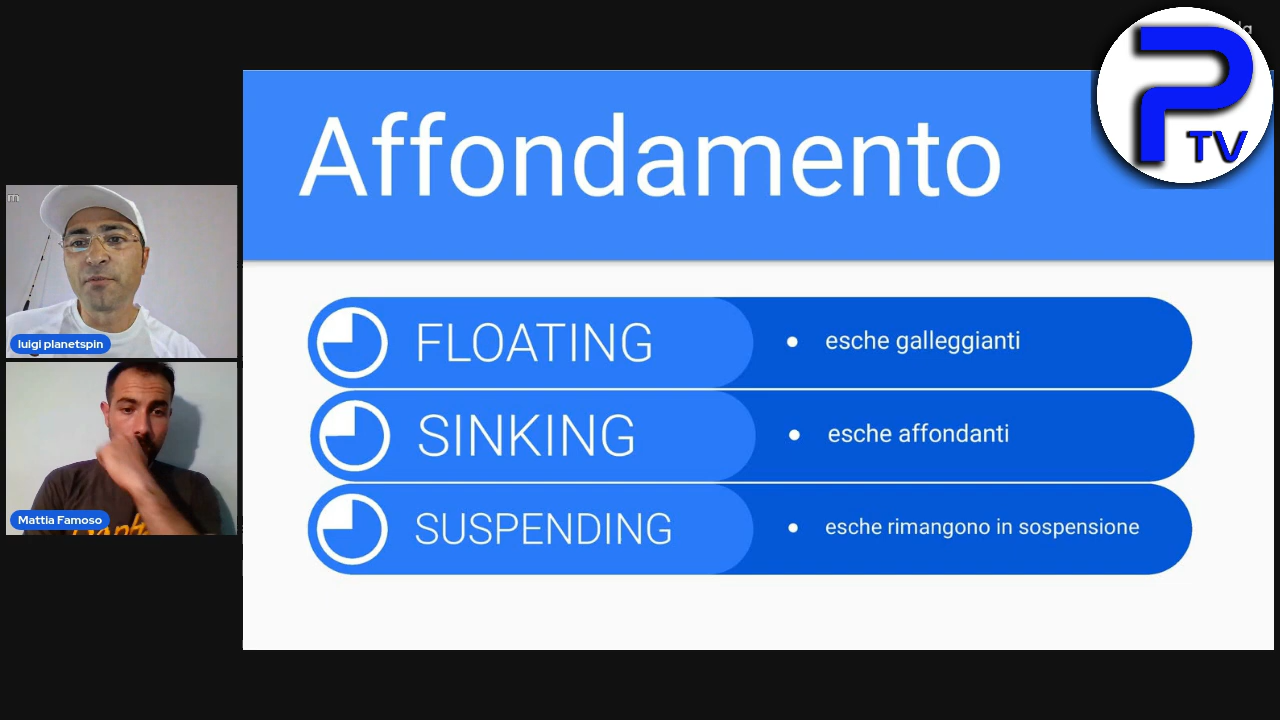 Affondamento
P
TV
luigi planetspin
Mattia Famoso
FLOATING
• esche galleggianti
SINKING
• esche affondanti
SUSPENDING
• esche rimangono in sospensione